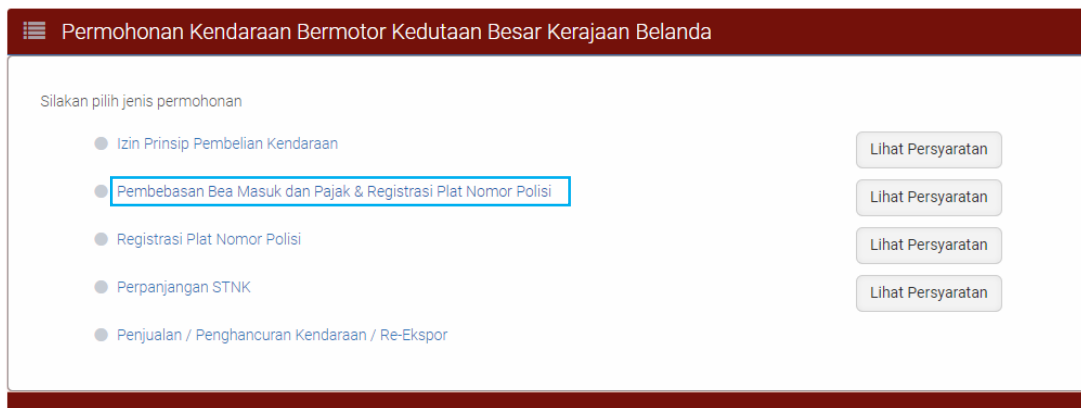 Permohonan Kendaraan Bermotor Kedutaan Besar Kerajaan Belanda
Silakan pilih jenis permohonan
Izin Prinsip Pembelian Kendaraan
Lihat Persyaratan
Pembebasan Bea Masuk dan Pajak & Registrasi Plat Nomor Polisi
Lihat Persyaratan
Registrasi Plat Nomor Polisi
Lihat Persyaratan
Perpanjangan STNK
Lihat Persyaratan
Penjualan / Penghancuran Kendaraan / Re-Ekspor